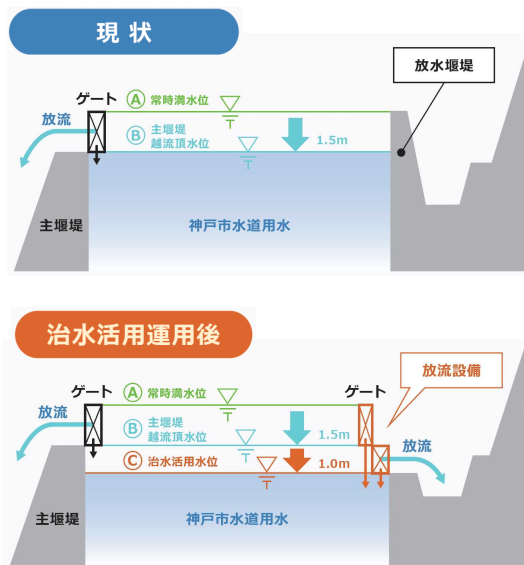 現状
放水堰堤
ゲート
Ⓐ 常時満水位
放流
Ⓑ 主堰堤
越流頂水位
1.5m
主堰堤
神戸市水道用水
治水活用運用後
放流設備
ゲート
Ⓐ 常時満水位
ゲート
放流
Ⓑ 主堰堤
越流頂水位
1.5m
放流
Ⓒ 治水活用水位
1.0m
主堰堤
神戸市水道用水